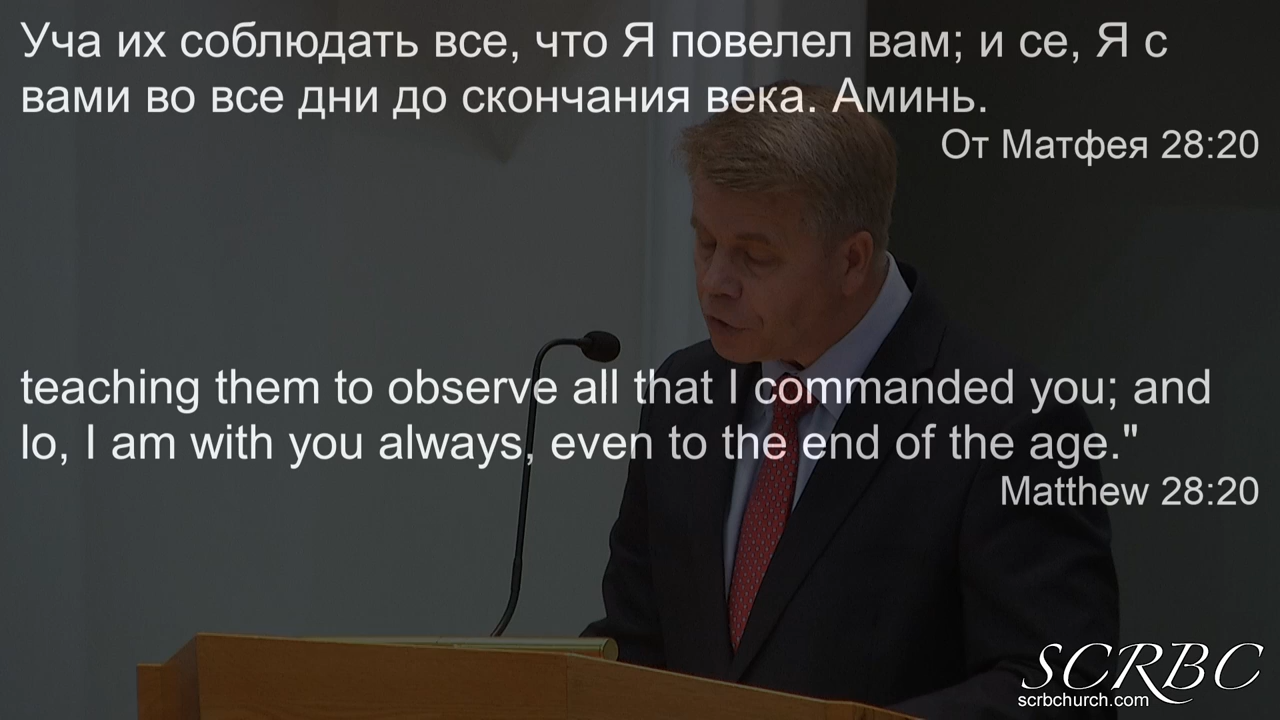 Уча их соблюдать все, что Я повелел вам; и се, Я с
вами во все дни до скончания века. Аминь.
От Матфея 28:20
teaching them to observe all that I commanded you; and
lo, I am with you always, even to the end of the age."
Matthew 28:20
SCRBC
scrbchurch.com